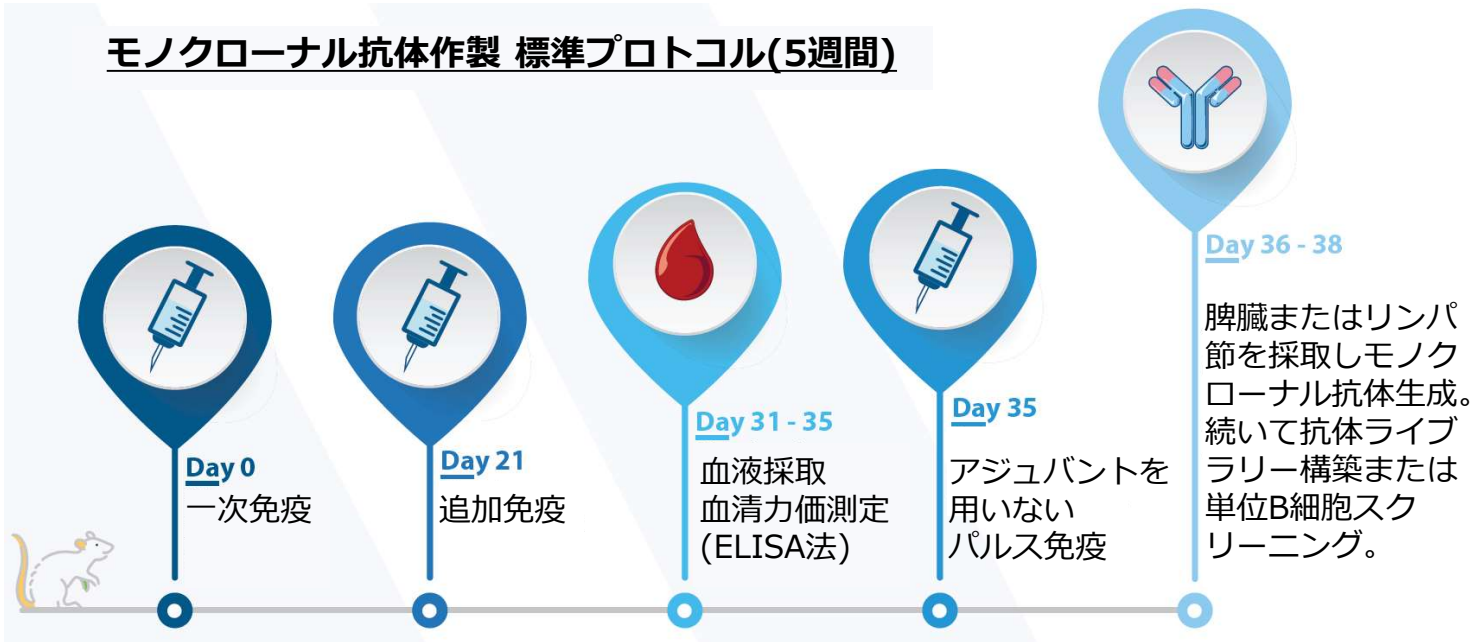 モノクローナル抗体作製 標準プロトコル(5週間)
Day 0
一次免疫
Day 21
追加免疫
Day 31 - 35
血液採取
血清力価測定
(ELISA法)
Day 35
アジュバントを
用いない
パルス免疫
Day 36 - 38
脾臓またはリンパ
節を採取しモノク
ローナル抗体生成。
続いて抗体ライブ
ラリー構築または
単位B細胞スク
リーニング。